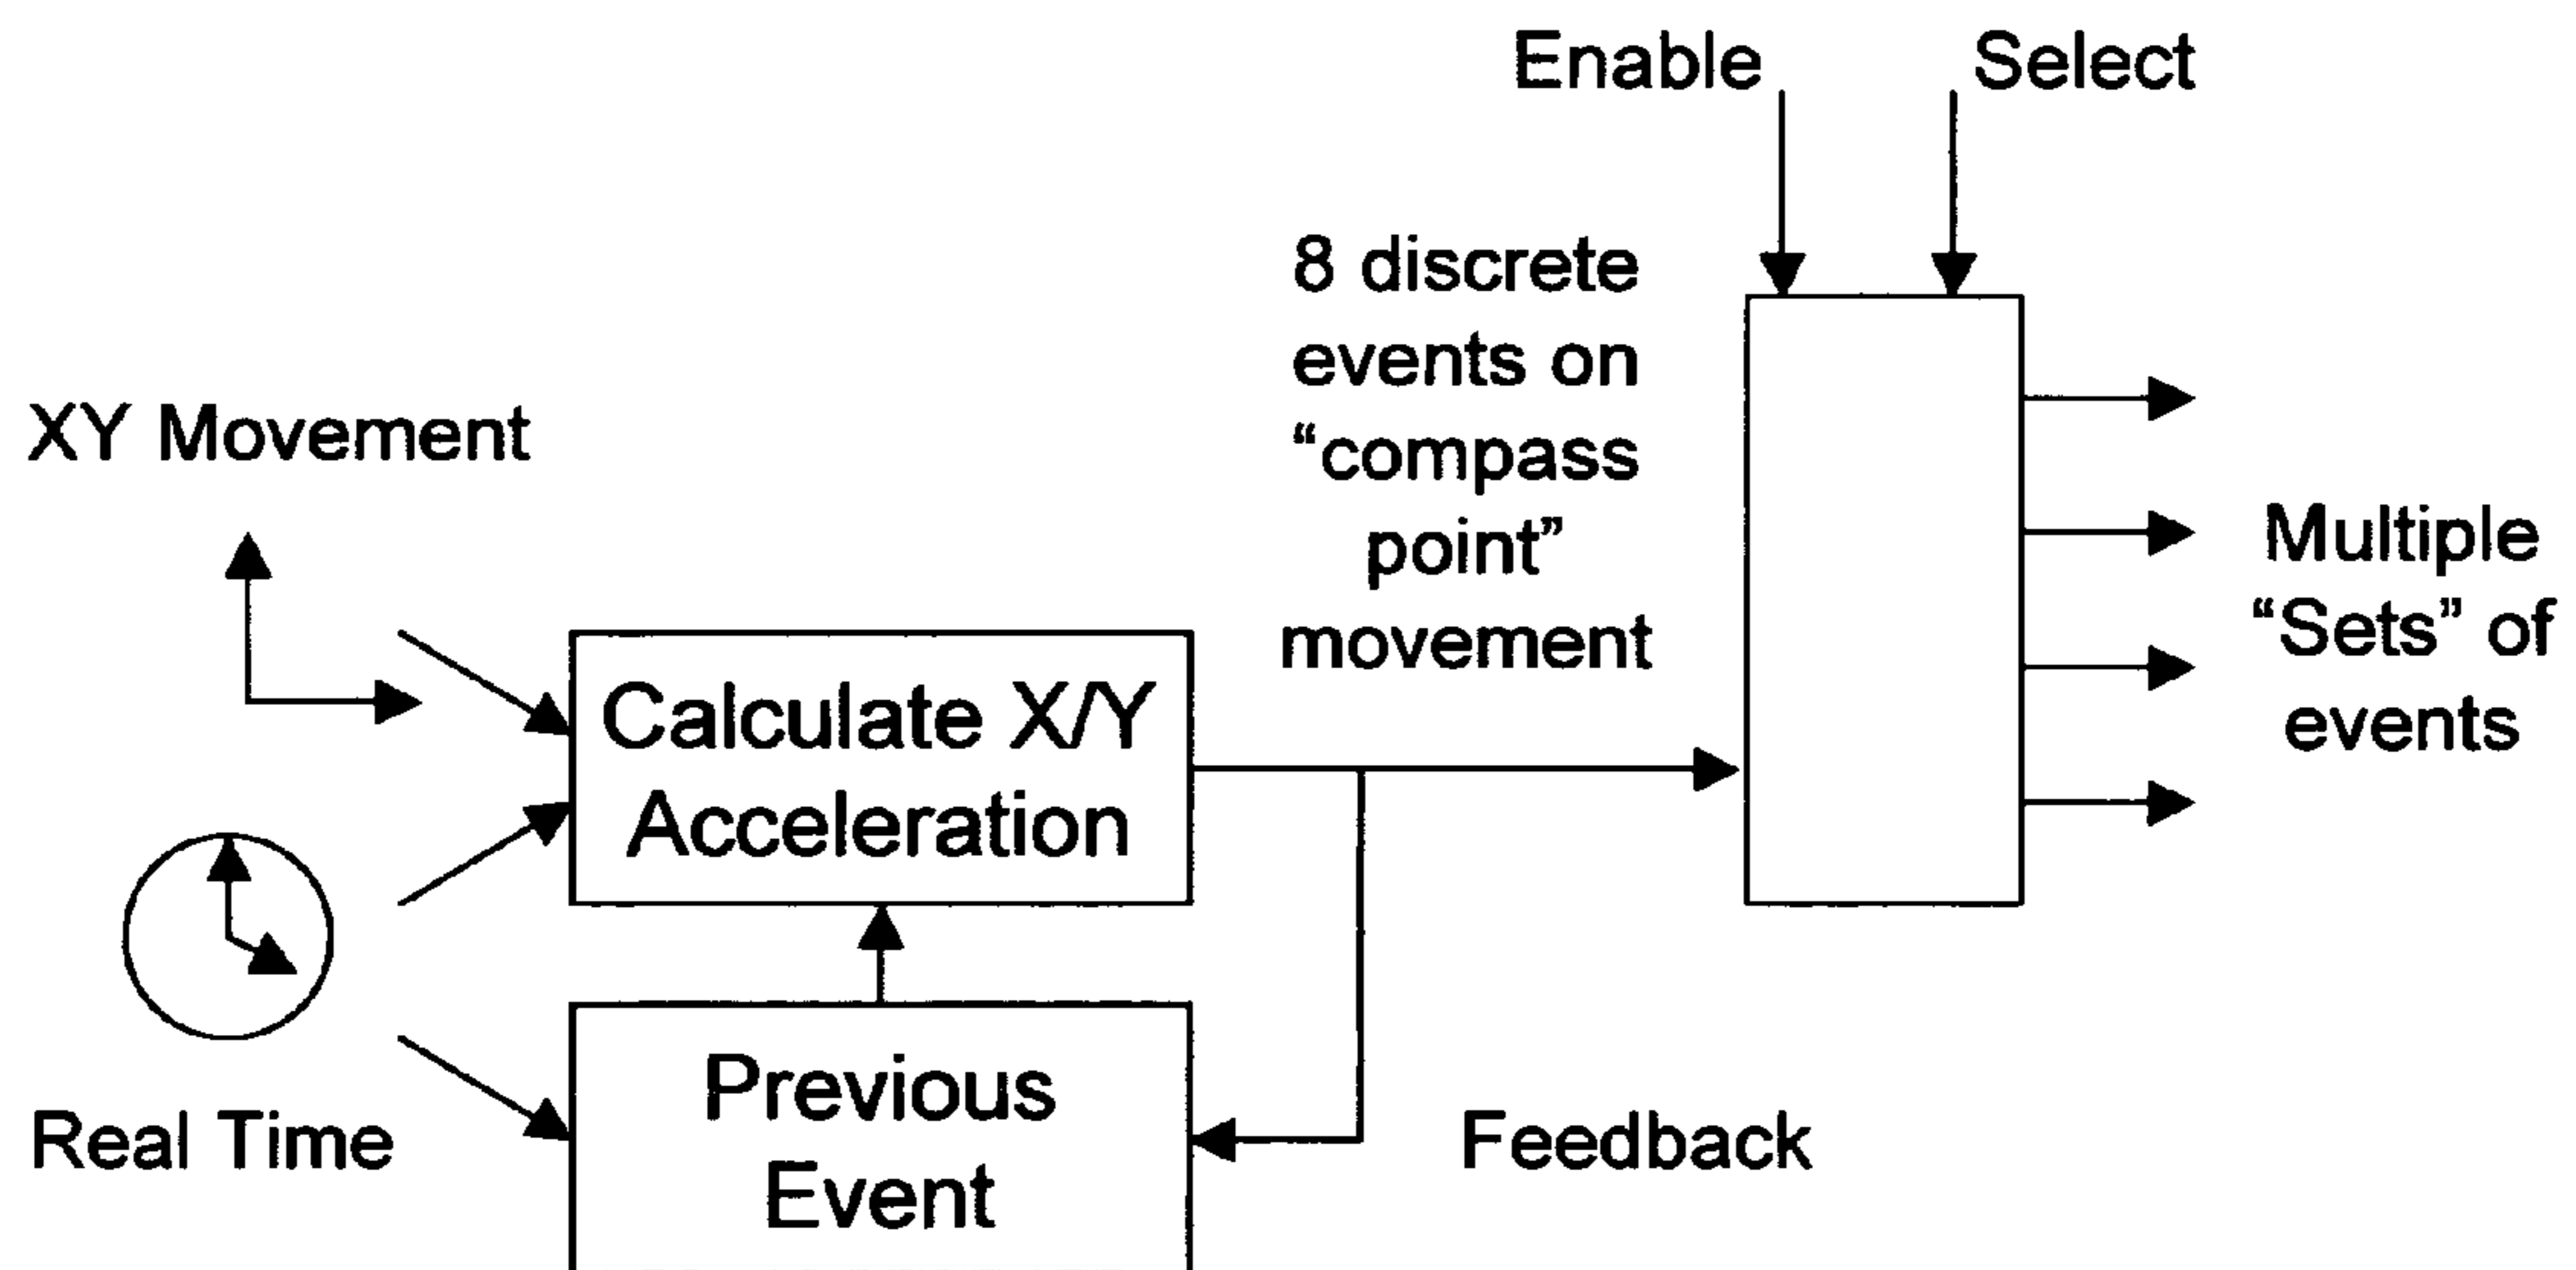 Enable
Select
8 discrete
events on
“compass
point”
movement
XY Movement
Multiple
“Sets” of
events
Calculate X/Y
Acceleration
Real Time
Previous
Event
Feedback